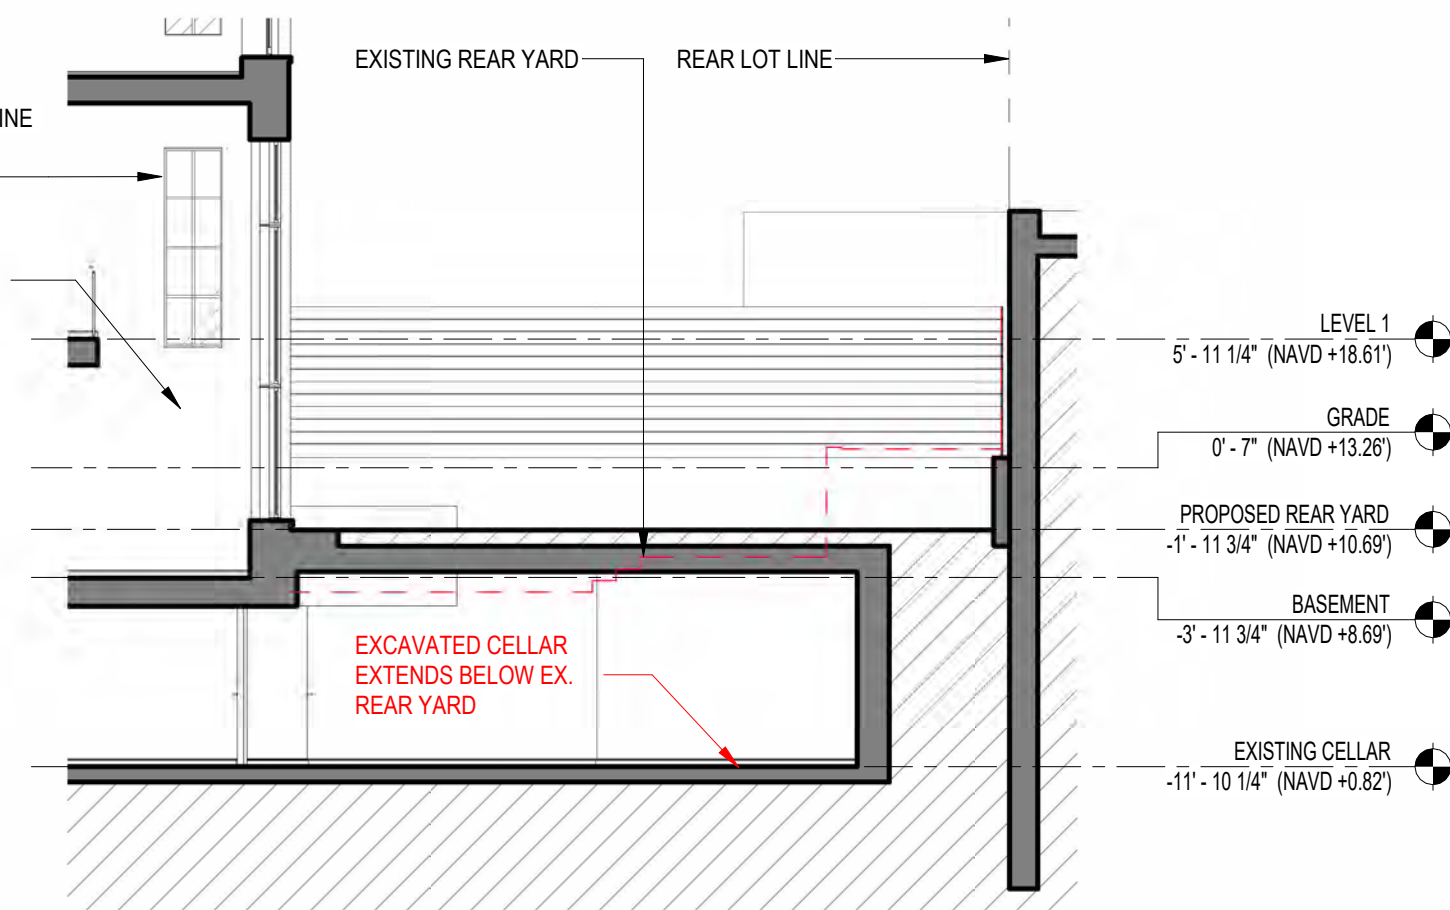 EXISTING REAR YARD
REAR LOT LINE
INE
LEVEL 1
5' - 11 1/4" (NAVD +18.61')
GRADE
0' - 7" (NAVD +13.26')
PROPOSED REAR YARD
-1' - 11 3/4" (NAVD +10.69')
BASEMENT
-3' - 11 3/4" (NAVD +8.69')
EXCAVATED CELLAR
EXTENDS BELOW EX.
REAR YARD
EXISTING CELLAR
-11' - 10 1/4" (NAVD +0.82')